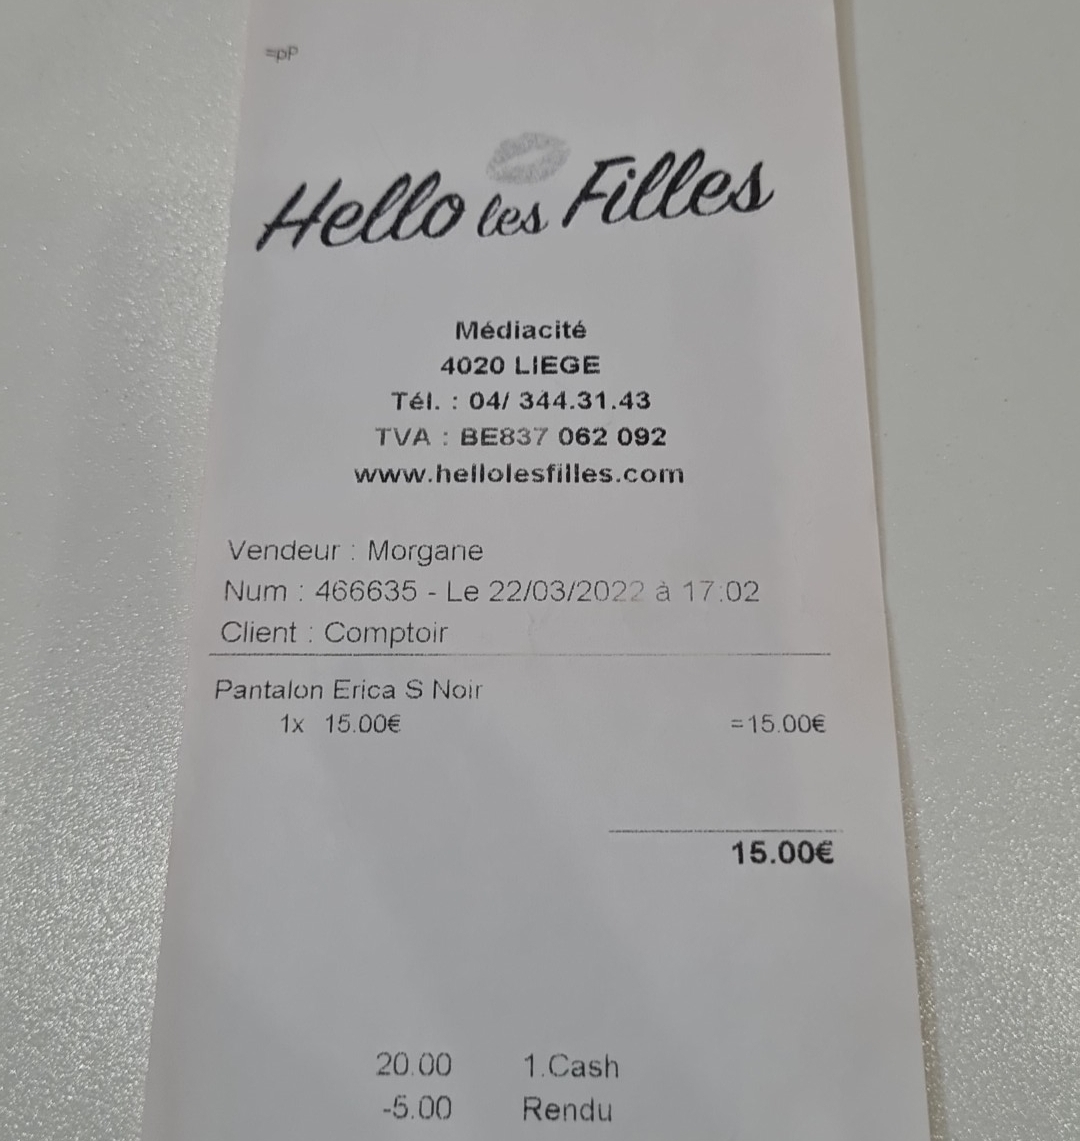 =pP
Hello les Filles
Médiacité
4020 LIEGE
Tél. : 04/ 344.31.43
TVA : BE837 062 092
www.hellolesfilles.com
Vendeur : Morgane
Num : 466635 - Le 22/03/2022 à 17:02
Client : Comptoir
Pantalon Erica S Noir
1x 15.00€ =15.00€
15.00€
20.00 1.Cash
-5.00 Rendu